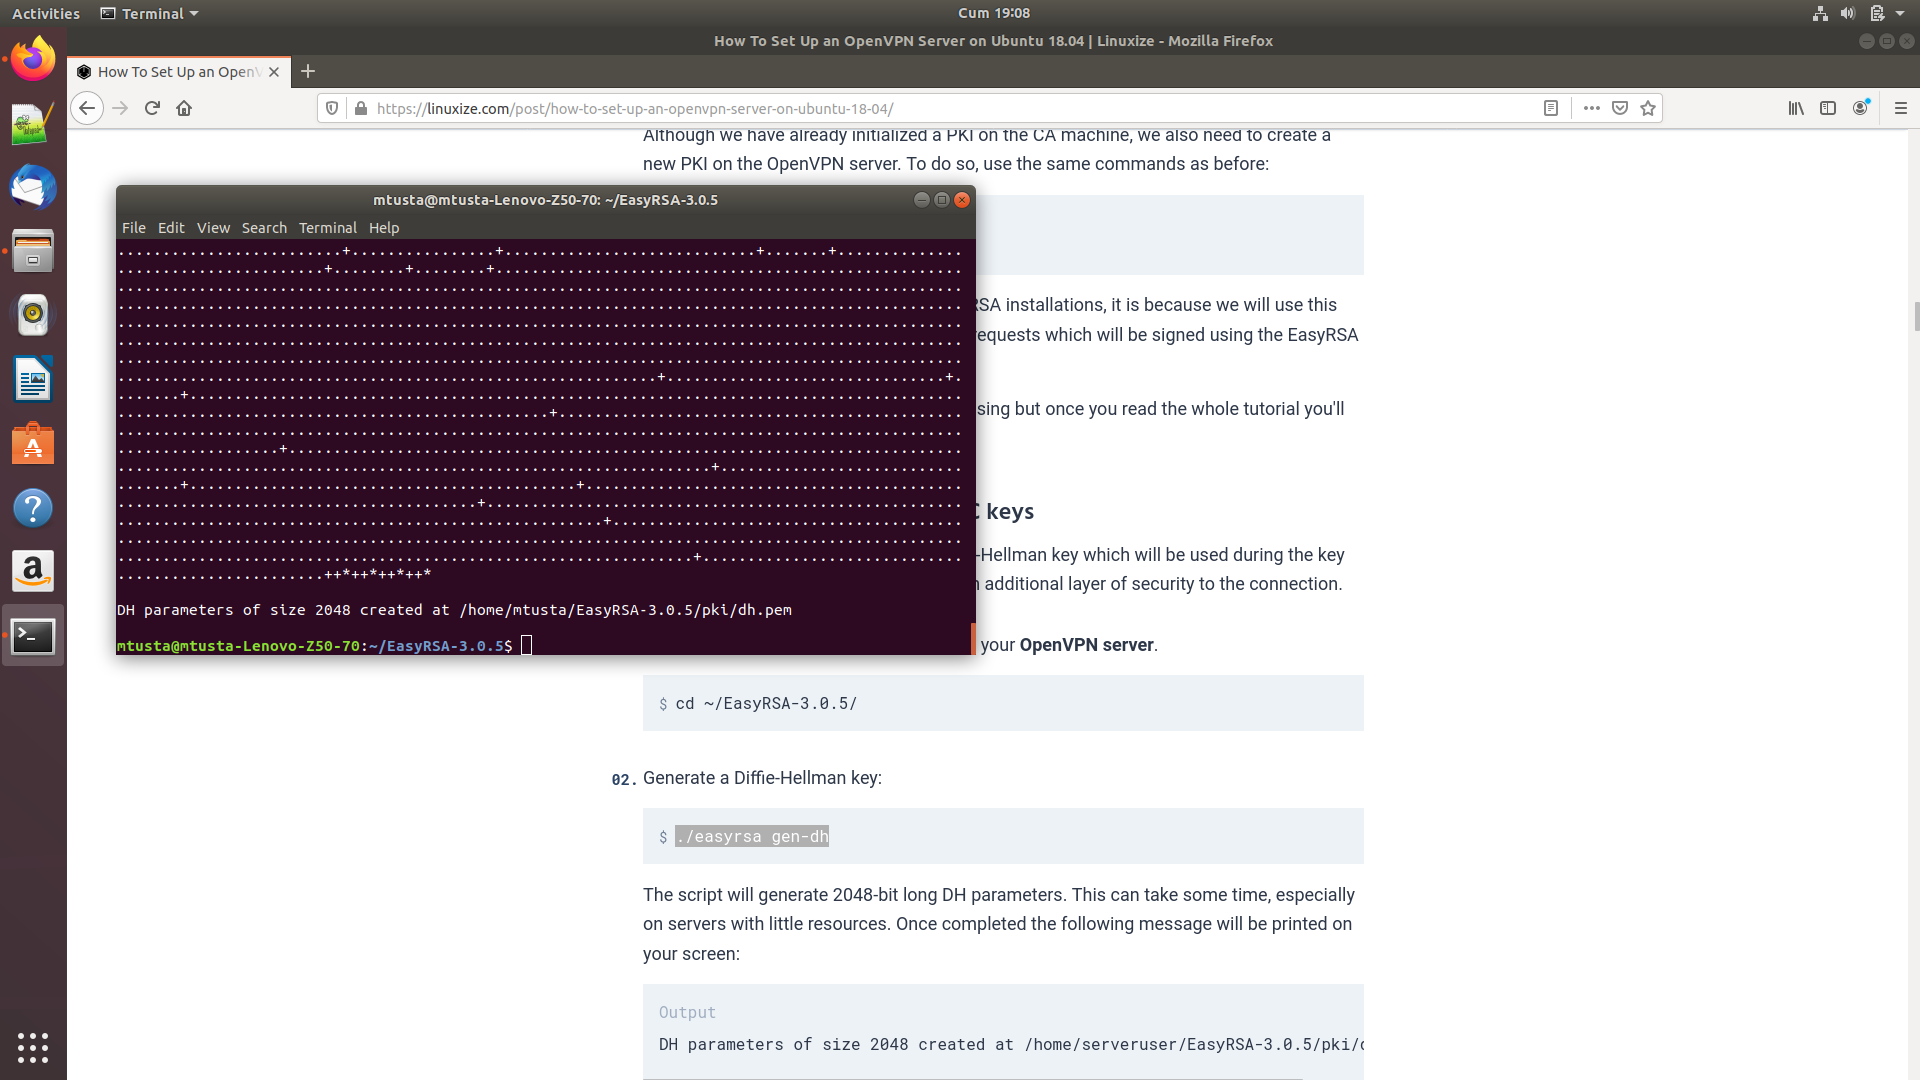 Activities
Terminal
Cum 19:08
How To Set Up an OpenVPN Server on Ubuntu 18.04 | Linuxize - Mozilla Firefox
How To Set Up an OpenV
https://linuxize.com/post/how-to-set-up-an-openvpn-server-on-ubuntu-18-04/
Although we have already initialized a PKI on the CA machine, we also need to create a
new PKI on the OpenVPN server. To do so, use the same commands as before:
mtusta@mtusta-Lenovo-Z50-70: ~/EasyRSA-3.0.5
File Edit View Search Terminal Help
DH parameters of size 2048 created at /home/mtusta/EasyRSA-3.0.5/pki/dh.pem
mtusta@mtusta-Lenovo-Z50-70:~/EasyRSA-3.0.5$
installations, it is because we will use this
which will be signed using the EasyRSA
but once you read the whole tutorial you'll
keys
-Hellman key which will be used during the key
additional layer of security to the connection.
your OpenVPN server.
$ cd ~/EasyRSA-3.0.5/
02. Generate a Diffie-Hellman key:
$ ./easyrsa gen-dh
The script will generate 2048-bit long DH parameters. This can take some time, especially
on servers with little resources. Once completed the following message will be printed on
your screen:
Output
DH parameters of size 2048 created at /home/serveruser/EasyRSA-3.0.5/pki/